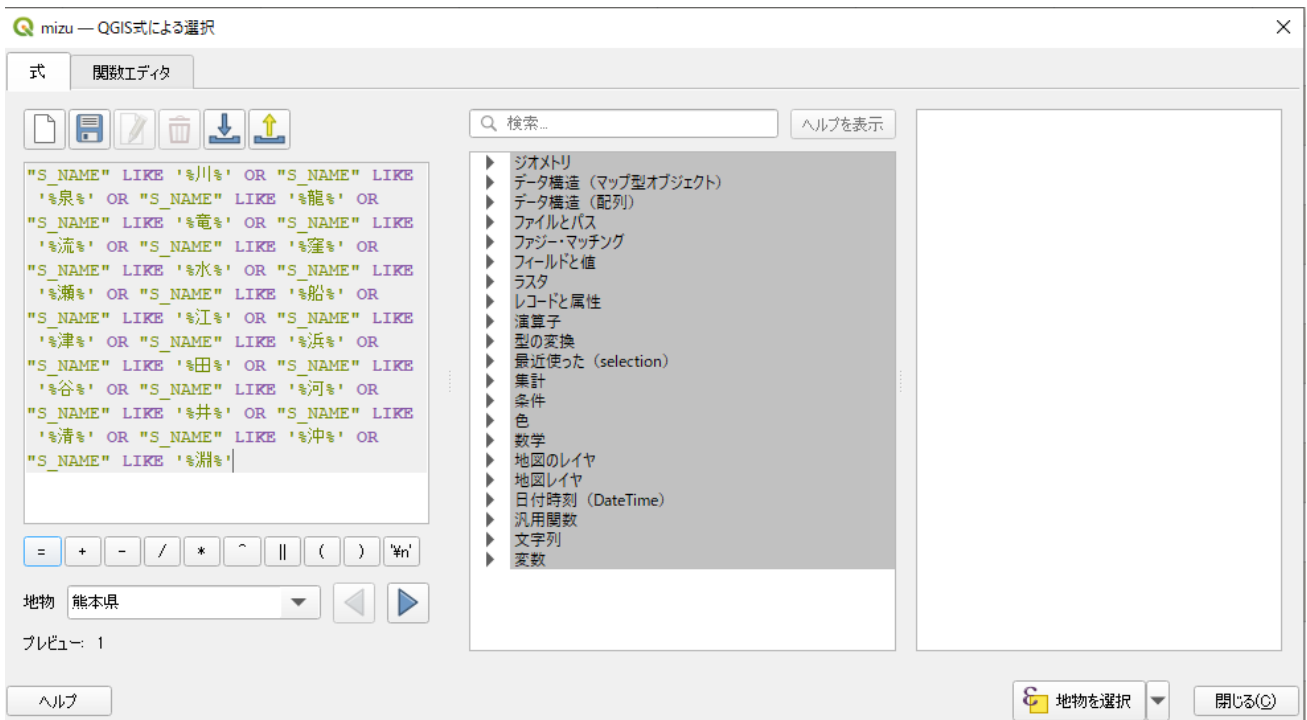 mizu — QGIS式による選択
式
関数エディタ
"S_NAME" LIKE '%川%' OR "S_NAME" LIKE
'%泉%' OR "S_NAME" LIKE '%龍%' OR
"S_NAME" LIKE '%竜%' OR "S_NAME" LIKE
'%流%' OR "S_NAME" LIKE '%窪%' OR
"S_NAME" LIKE '%水%' OR "S_NAME" LIKE
'%瀬%' OR "S_NAME" LIKE '%船%' OR
"S_NAME" LIKE '%江%' OR "S_NAME" LIKE
'%津%' OR "S_NAME" LIKE '%浜%' OR
"S_NAME" LIKE '%田%' OR "S_NAME" LIKE
'%谷%' OR "S_NAME" LIKE '%河%' OR
"S_NAME" LIKE '%井%' OR "S_NAME" LIKE
'%清%' OR "S_NAME" LIKE '%沖%' OR
"S_NAME" LIKE '%淵%'
= + - / * ^ || ( ) '¥n'
地物 熊本県
プレビュー: 1
検索...
ヘルプを表示
ジオメトリ
データ構造（マップ型オブジェクト）
データ構造（配列）
ファイルとパス
ファジー・マッチング
フィールドと値
ラスタ
レコードと属性
演算子
型の変換
最近使った（selection）
集計
条件
色
数学
地図のレイヤ
地図レイヤ
日付時刻（DateTime）
汎用関数
文字列
変数
ヘルプ
地物を選択
閉じる(C)